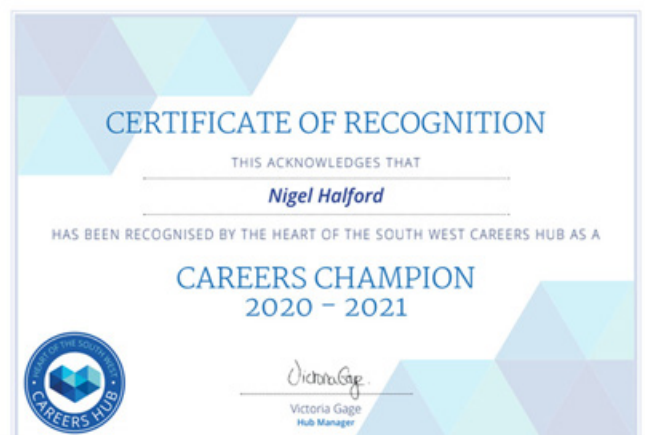 CERTIFICATE OF RECOGNITION
THIS ACKNOWLEDGES THAT
Nigel Halford
HAS BEEN RECOGNISED BY THE HEART OF THE SOUTH WEST CAREERS HUB AS A
CAREERS CHAMPION
2020 – 2021
HEART OF THE SOUTH WEST
CAREERS HUB
Victoria Gage.
Victoria Gage
Hub Manager